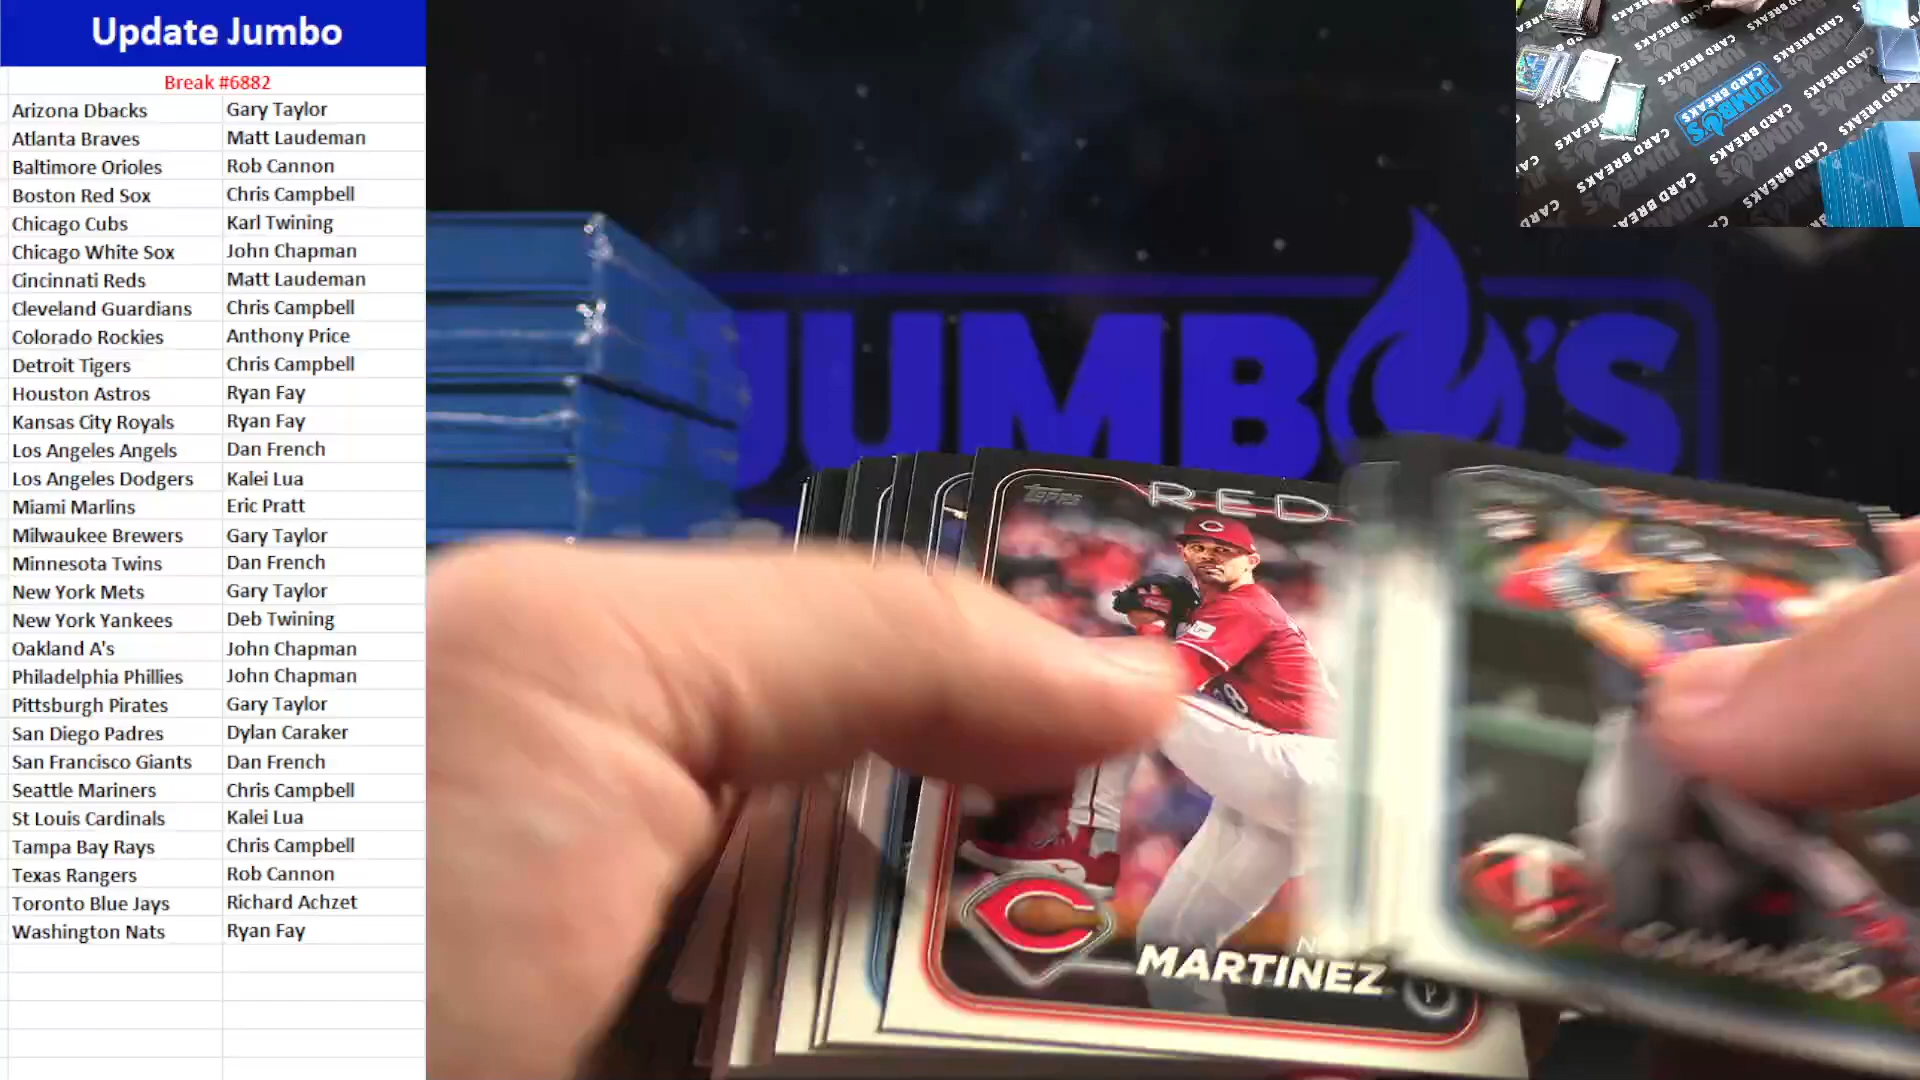 Update Jumbo
Break #6882
Arizona Dbacks Gary Taylor
Atlanta Braves Matt Laudeman
Baltimore Orioles Rob Cannon
Boston Red Sox Chris Campbell
Chicago Cubs Karl Twining
Chicago White Sox John Chapman
Cincinnati Reds Matt Laudeman
Cleveland Guardians Chris Campbell
Colorado Rockies Anthony Price
Detroit Tigers Chris Campbell
Houston Astros Ryan Fay
Kansas City Royals Ryan Fay
Los Angeles Angels Dan French
Los Angeles Dodgers Kalei Lua
Miami Marlins Eric Pratt
Milwaukee Brewers Gary Taylor
Minnesota Twins Dan French
New York Mets Gary Taylor
New York Yankees Deb Twining
Oakland A's John Chapman
Philadelphia Phillies John Chapman
Pittsburgh Pirates Gary Taylor
San Diego Padres Dylan Caraker
San Francisco Giants Dan French
Seattle Mariners Chris Campbell
St Louis Cardinals Kalei Lua
Tampa Bay Rays Chris Campbell
Texas Rangers Rob Cannon
Toronto Blue Jays Richard Achzet
Washington Nats Ryan Fay
JUMBO'S
CARD BREAKS
JUMBO'S
TOPPS
RED
MARTINEZ
P